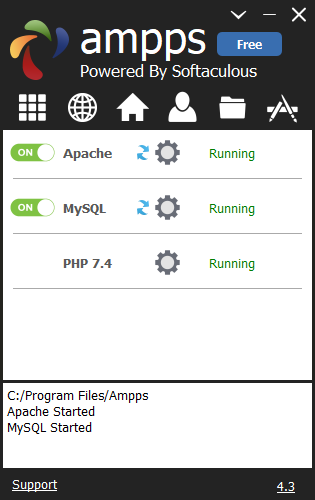 ampps
Free
Powered By Softaculous
ON Apache Running
ON MySQL Running
PHP 7.4 Running
C:/Program Files/Ampps
Apache Started
MySQL Started
Support 4.3